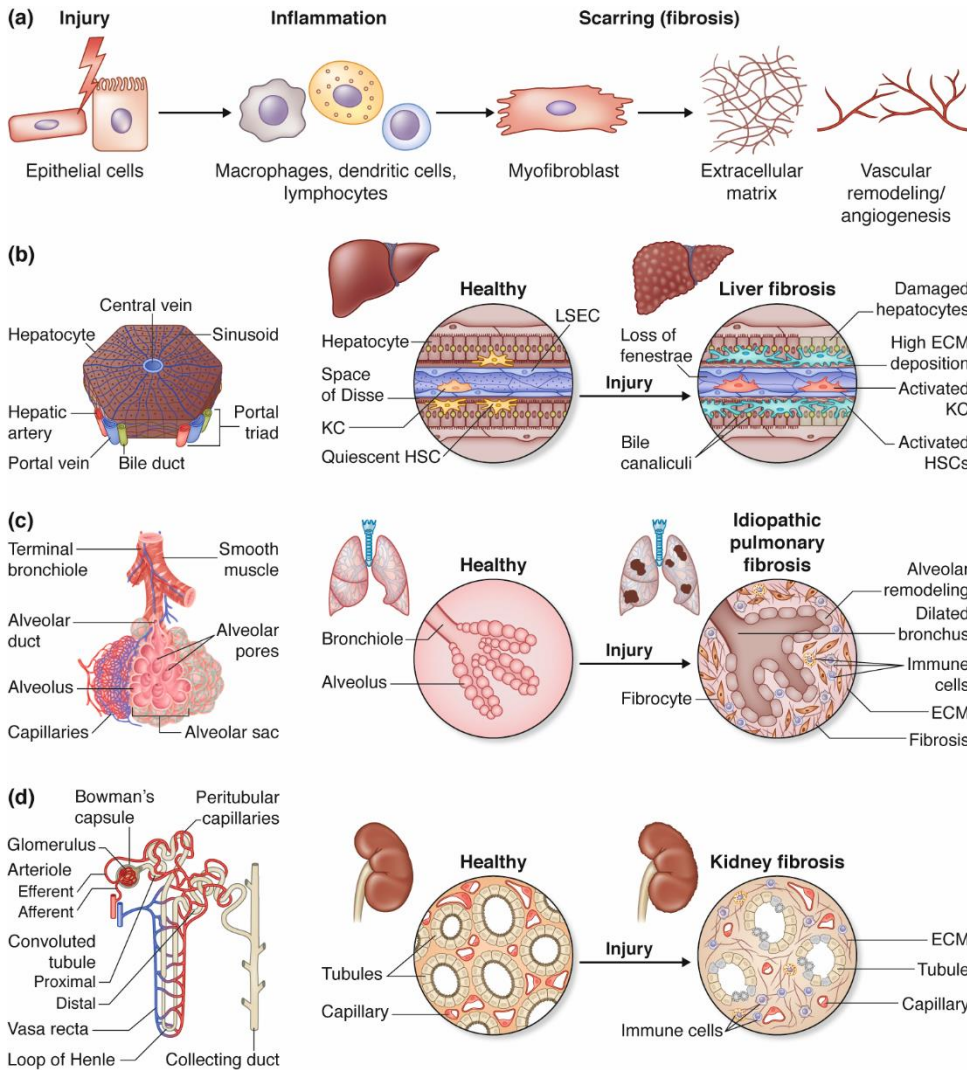 (a)
Injury
Inflammation
Scarring (fibrosis)
Epithelial cells
Macrophages, dendritic cells,
lymphocytes
Myofibroblast
Extracellular
matrix
Vascular
remodeling/
angiogenesis
(b)
Central vein
Hepatocyte
Sinusoid
Hepatic
artery
Portal
triad
Portal vein
Bile duct
Healthy
LSEC
Hepatocyte
Space
of Disse
KC
Quiescent HSC
Injury
Liver fibrosis
Loss of
fenestrae
Bile
canaliculi
Damaged
hepatocytes
High ECM
deposition
Activated
KC
Activated
HSCs
(c)
Terminal
bronchiole
Smooth
muscle
Alveolar
duct
Alveolar
pores
Alveolus
Capillaries
Alveolar sac
Healthy
Bronchiole
Alveolus
Injury
Idiopathic
pulmonary
fibrosis
Fibrocyte
Alveolar
remodeling
Dilated
bronchus
Immune
cells
ECM
Fibrosis
(d)
Bowman's
capsule
Peritubular
capillaries
Glomerulus
Arteriole
Efferent
Afferent
Convoluted
tubule
Proximal
Distal
Vasa recta
Loop of Henle
Collecting duct
Healthy
Tubules
Capillary
Injury
Kidney fibrosis
Immune cells
ECM
Tubule
Capillary